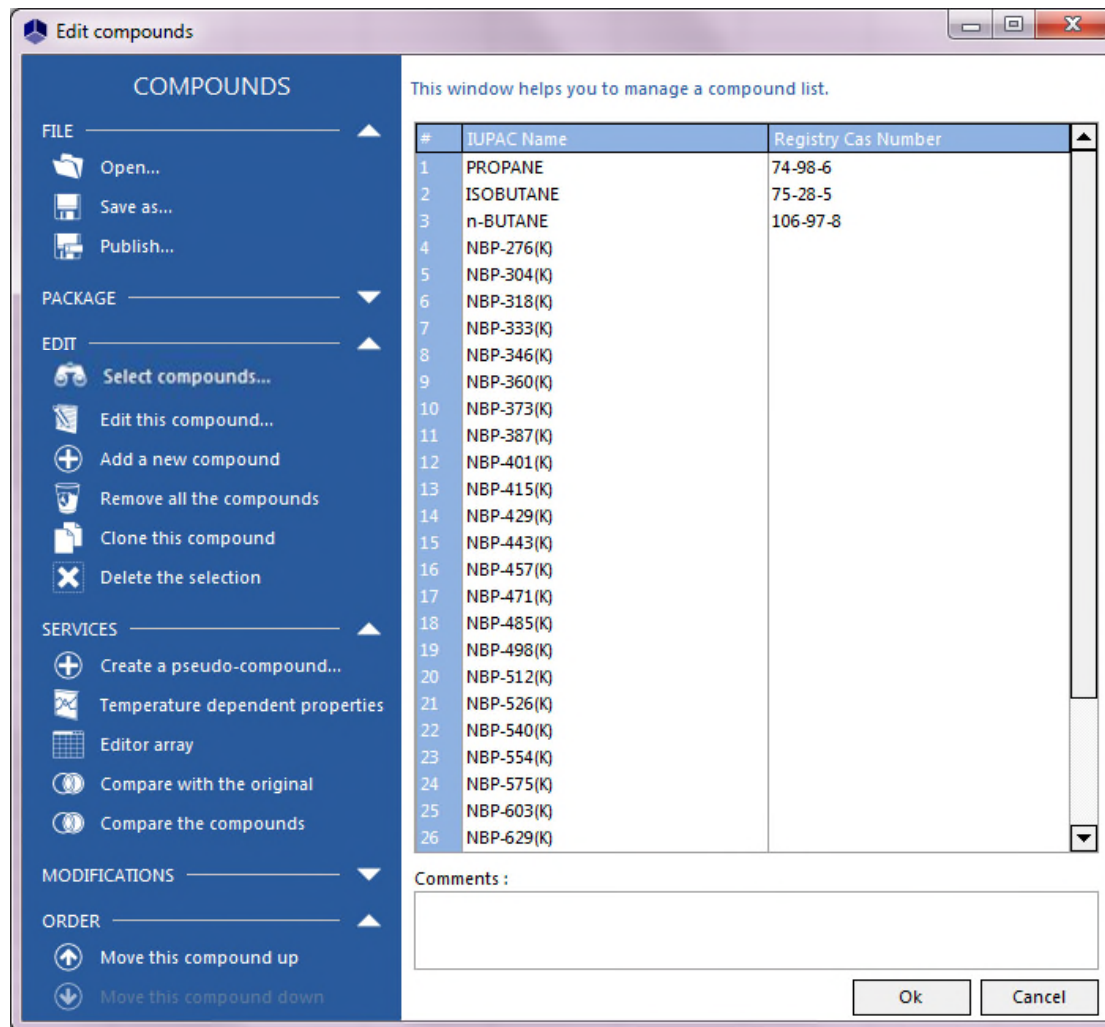 Edit compounds
COMPOUNDS
FILE
Open...
Save as...
Publish...
PACKAGE
EDIT
Select compounds...
Edit this compound...
Add a new compound
Remove all the compounds
Clone this compound
Delete the selection
SERVICES
Create a pseudo-compound...
Temperature dependent properties
Editor array
Compare with the original
Compare the compounds
MODIFICATIONS
ORDER
Move this compound up
Move this compound down
This window helps you to manage a compound list.
# IUPAC Name Registry Cas Number
1 PROPANE 74-98-6
2 ISOBUTANE 75-28-5
3 n-BUTANE 106-97-8
4 NBP-276(K)
5 NBP-304(K)
6 NBP-318(K)
7 NBP-333(K)
8 NBP-346(K)
9 NBP-360(K)
10 NBP-373(K)
11 NBP-387(K)
12 NBP-401(K)
13 NBP-415(K)
14 NBP-429(K)
15 NBP-443(K)
16 NBP-457(K)
17 NBP-471(K)
18 NBP-485(K)
19 NBP-498(K)
20 NBP-512(K)
21 NBP-526(K)
22 NBP-540(K)
23 NBP-554(K)
24 NBP-575(K)
25 NBP-603(K)
26 NBP-629(K)
Comments :
Ok Cancel